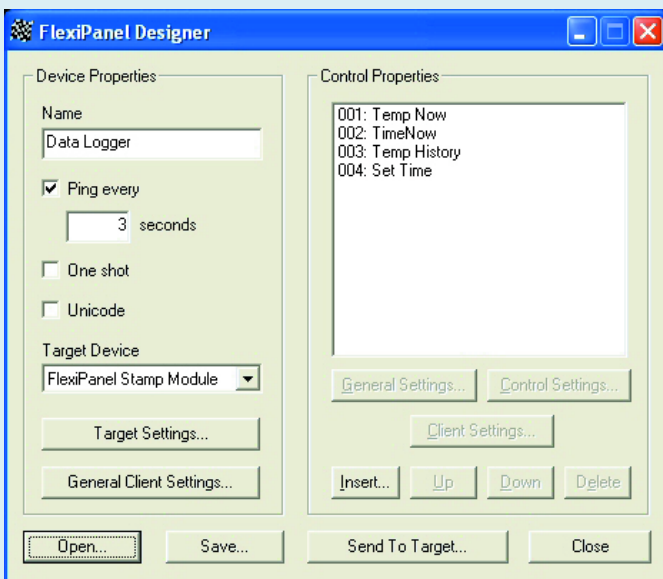 FlexiPanel Designer
Device Properties
Name
Data Logger
Ping every
3 seconds
One shot
Unicode
Target Device
FlexiPanel Stamp Module
Target Settings...
General Client Settings...
Control Properties
001: Temp Now
002: TimeNow
003: Temp History
004: Set Time
General Settings... Control Settings...
Client Settings...
Insert... Up Down Delete
Open... Save... Send To Target... Close